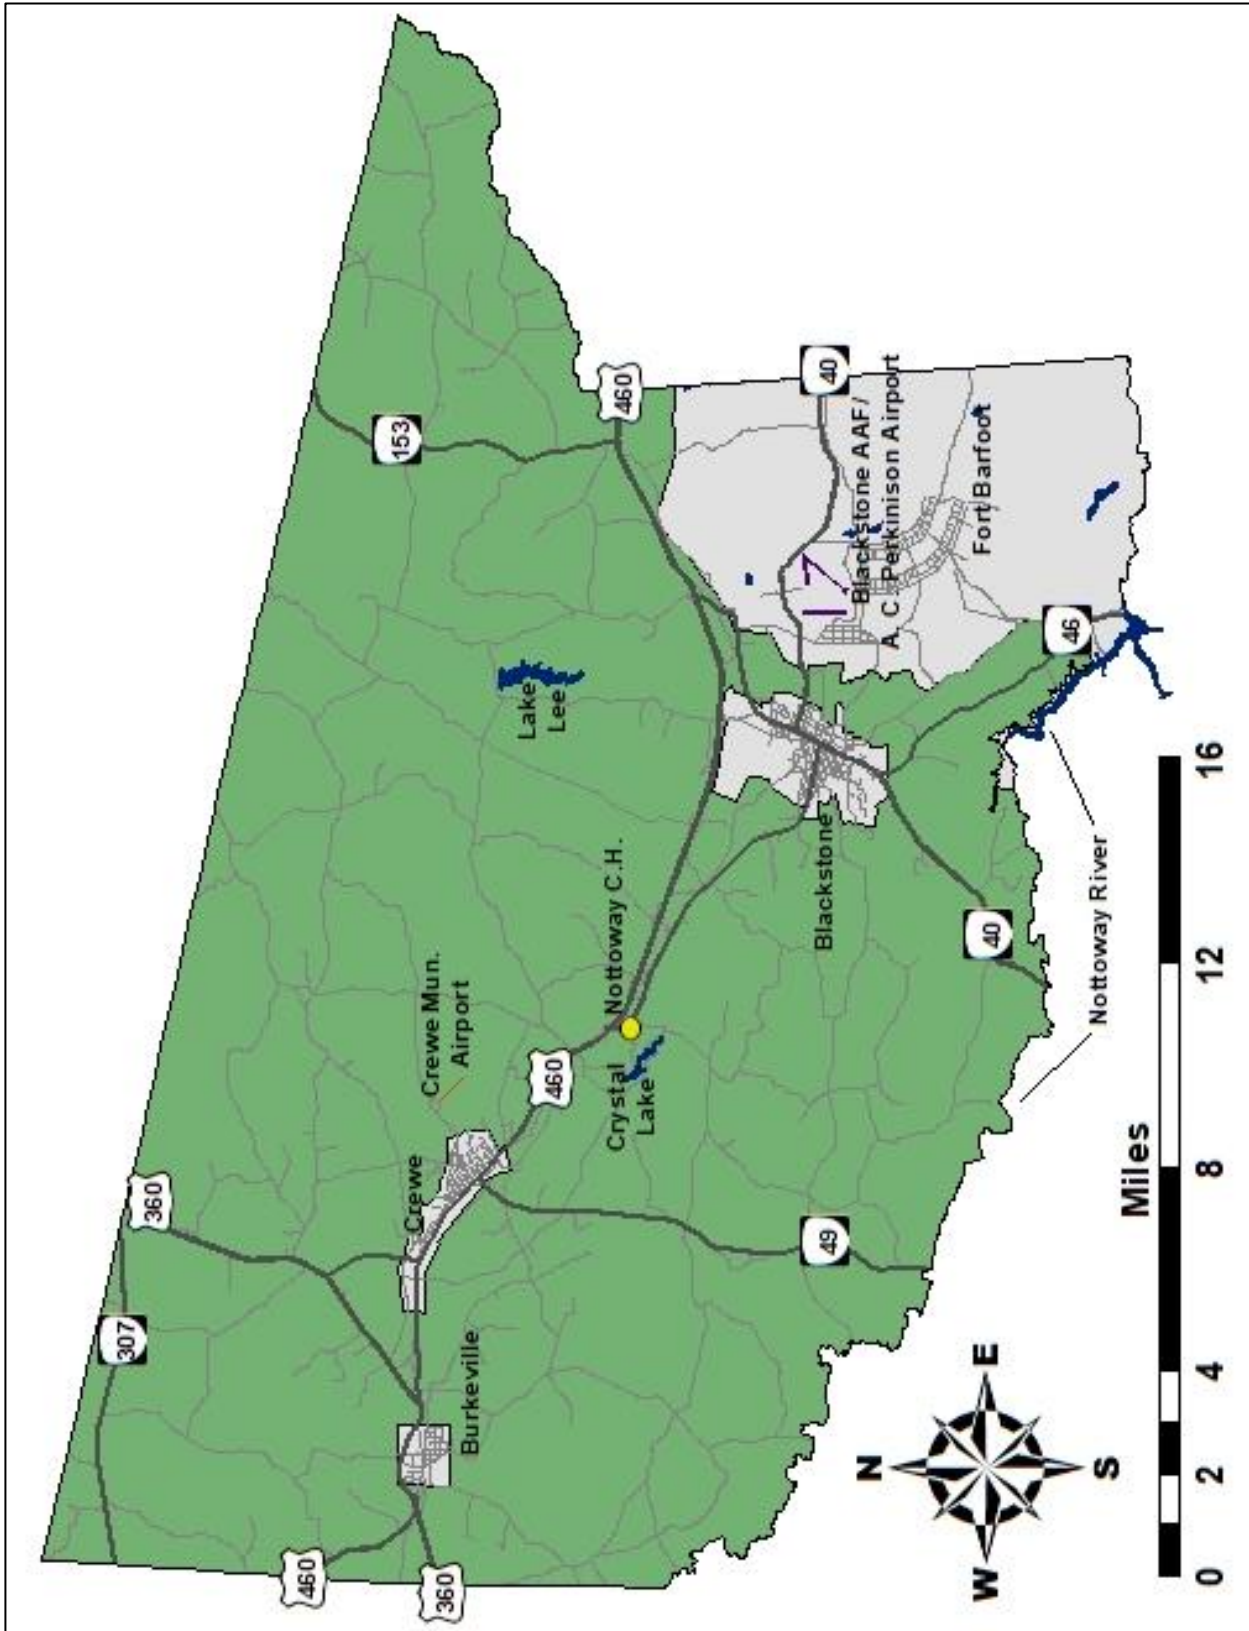 307
360
460
360
Burkeville
Crewe
Crewe Mun.
Airport
460
49
Crystal
Lake
Nottoway C.H.
Lake
Lee
153
460
40
17
Blackstone AAF/
A. C. Perkinison Airport
Fort Barfoot
Blackstone
46
40
Nottoway River
N
W
E
S
Miles
0 2 4 8 12 16